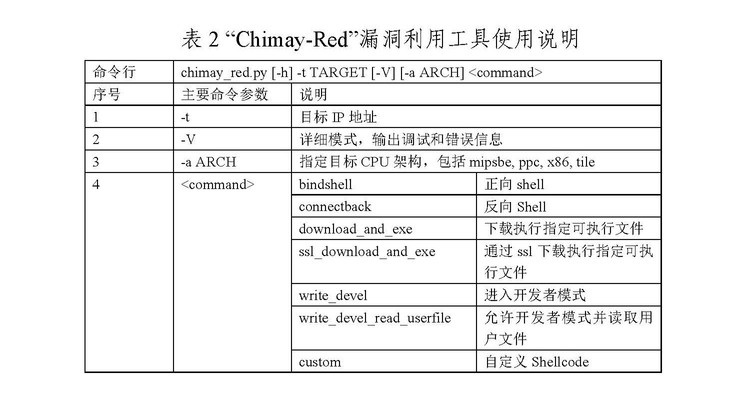 表 2 “Chimay-Red”漏洞利用工具使用说明
命令行 chimay_red.py [-h] -t TARGET [-V] [-a ARCH] <command>
序号 主要命令参数 说明
1 -t 目标 IP 地址
2 -V 详细模式，输出调试和错误信息
3 -a ARCH 指定目标 CPU 架构，包括 mipsbe, ppc, x86, tile
4 <command> bindshell 正向 shell
connectback 反向 Shell
download_and_exe 下载执行指定可执行文件
ssl_download_and_exe 通过 ssl 下载执行指定可执
行文件
write_devel 进入开发者模式
write_devel_read_userfile 允许开发者模式并读取用
户文件
custom 自定义 Shellcode